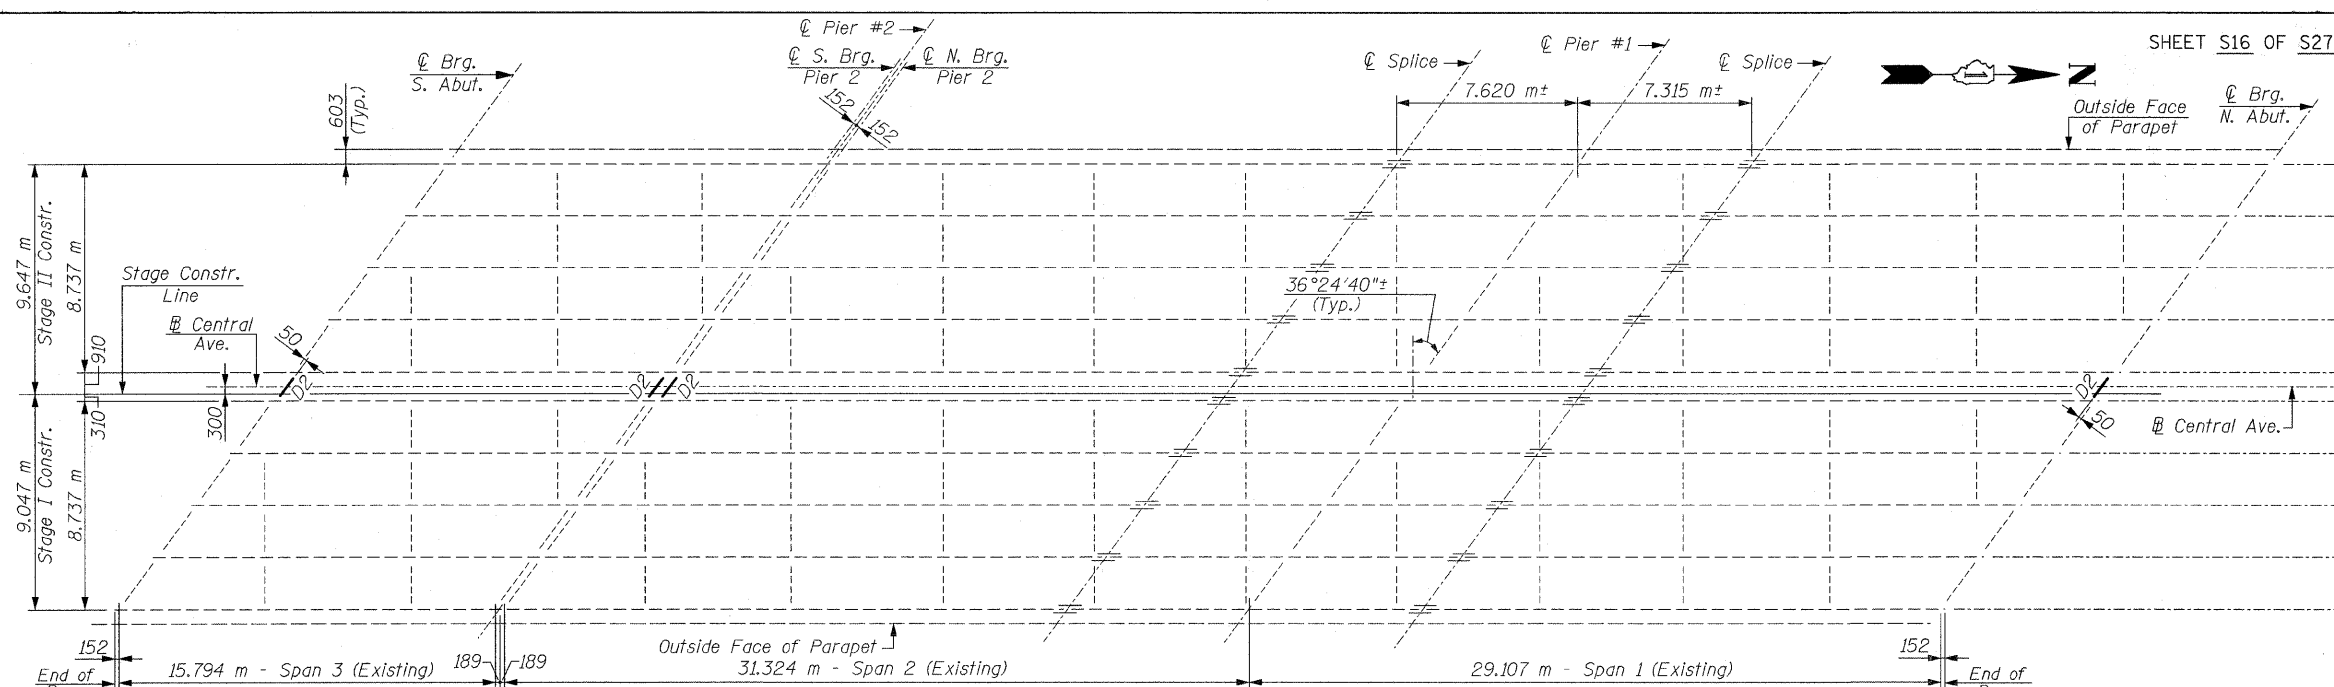 SHEET S16 OF S27
℄ Pier #2
℄ S. Brg.
Pier 2
℄ N. Brg.
Pier 2
℄ Brg.
S. Abut.
℄ Splice
℄ Pier #1
℄ Splice
℄ Brg.
N. Abut.
N
7.620 m±
7.315 m±
Outside Face
of Parapet
603
(Typ.)
152
152
9.647 m
Stage II Constr.
8.737 m
Stage Constr.
Line
℄ Central
Ave.
50
36°24'40"±
(Typ.)
910
310
300
D2
D2
D2
D2
50
℄ Central Ave.
9.047 m
Stage I Constr.
8.737 m
Outside Face of Parapet
152
End of
15.794 m - Span 3 (Existing)
189
189
31.324 m - Span 2 (Existing)
29.107 m - Span 1 (Existing)
152
End of